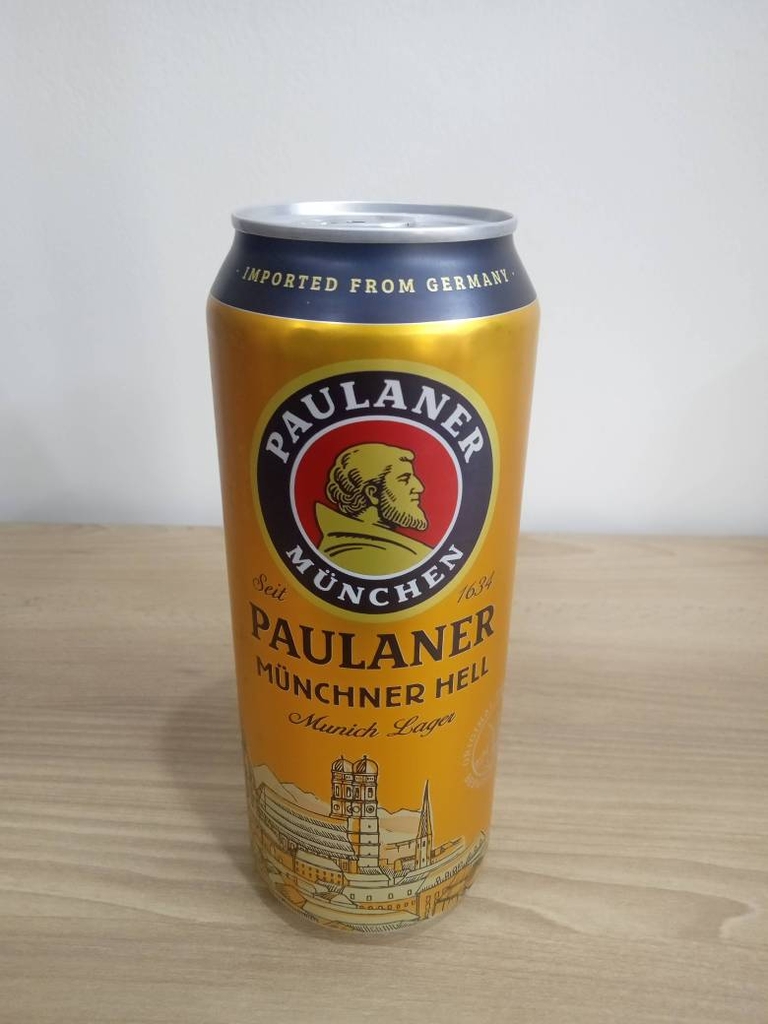 · IMPORTED FROM GERMANY ·
PAULANER
MÜNCHEN
Seit 1634
PAULANER
MÜNCHNER HELL
Munich Lager